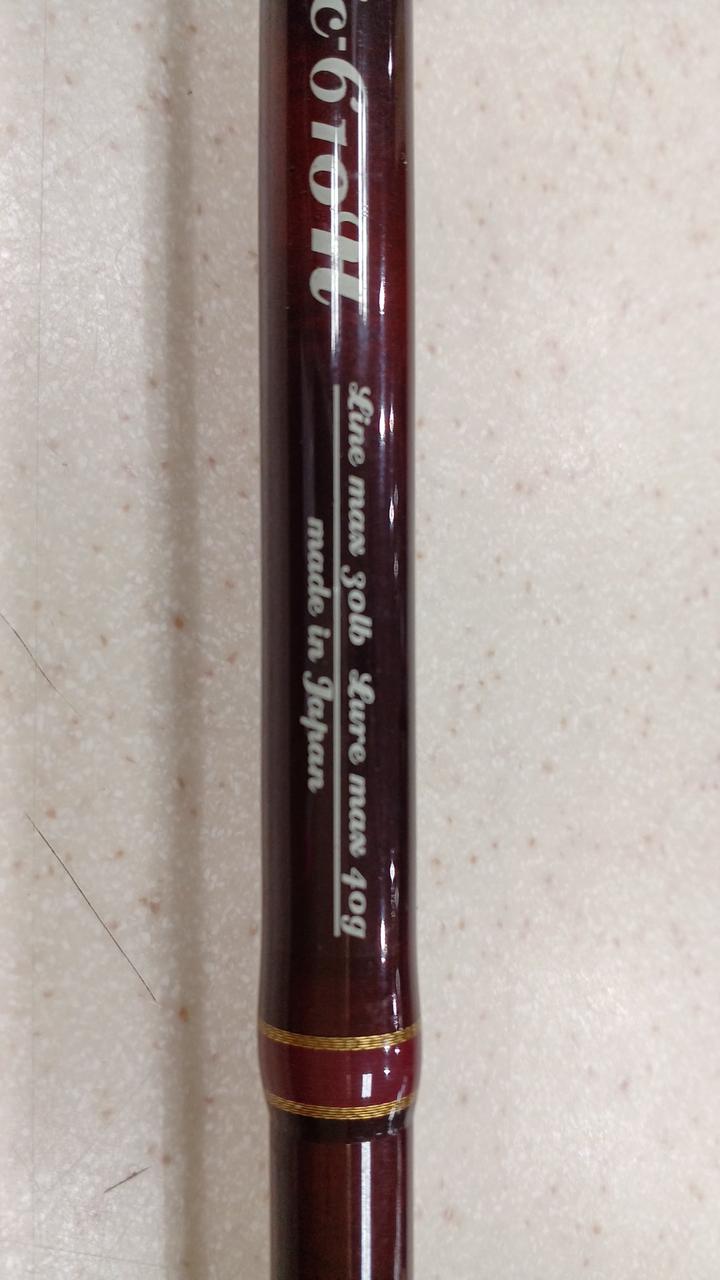 c-610H
Line max 30lb Lure max 40g
made in Japan